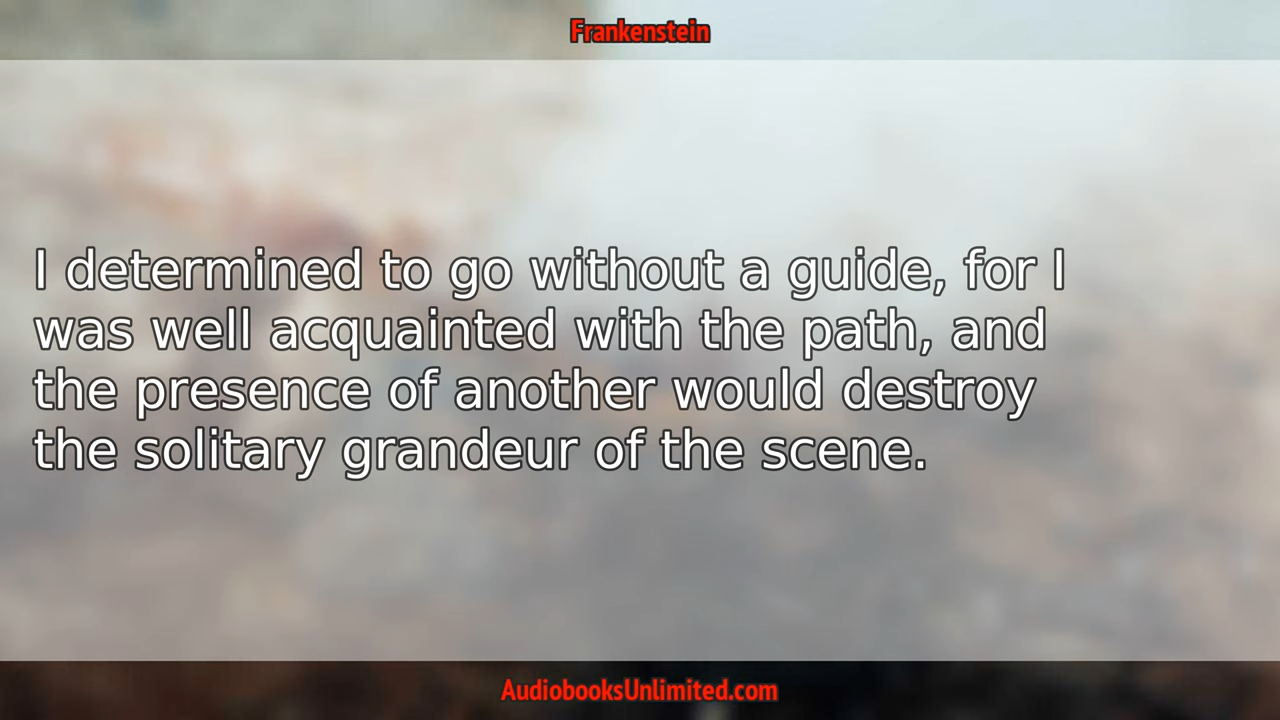 Frankenstein
I determined to go without a guide, for I
was well acquainted with the path, and
the presence of another would destroy
the solitary grandeur of the scene.
AudiobooksUnlimited.com